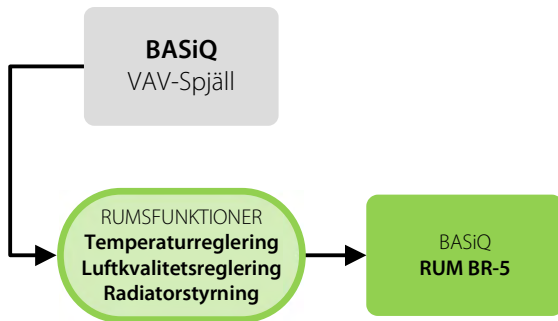 BASiQ
VAV-Spjäll
RUMSFUNKTIONER
Temperaturreglering
Luftkvalitetsreglering
Radiatorstyrning
BASiQ
RUM BR-5